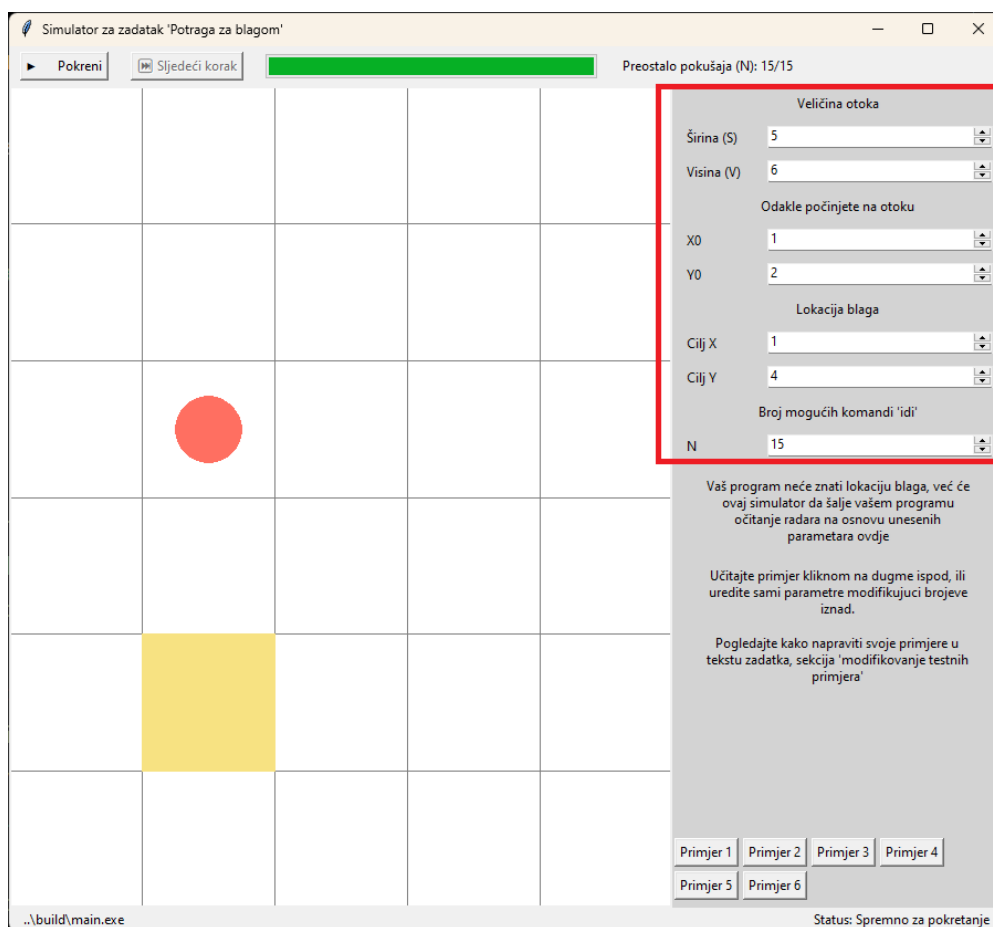 Simulator za zadatak 'Potraga za blagom'
Pokreni
Sljedeći korak
Preostalo pokušaja (N): 15/15
Veličina otoka
Širina (S) 5
Visina (V) 6
Odakle počinjete na otoku
X0 1
Y0 2
Lokacija blaga
Cilj X 1
Cilj Y 4
Broj mogućih komandi 'idi'
N 15
Vaš program neće znati lokaciju blaga, već će
ovaj simulator da šalje vašem programu
očitanje radara na osnovu unesenih
parametara ovdje
Učitajte primjer kliknom na dugme ispod, ili
uredite sami parametre modifikujuci brojeve
iznad.
Pogledajte kako napraviti svoje primjere u
tekstu zadatka, sekcija 'modifikovanje testnih
primjera'
Primjer 1 Primjer 2 Primjer 3 Primjer 4
Primjer 5 Primjer 6
..\build\main.exe
Status: Spremno za pokretanje